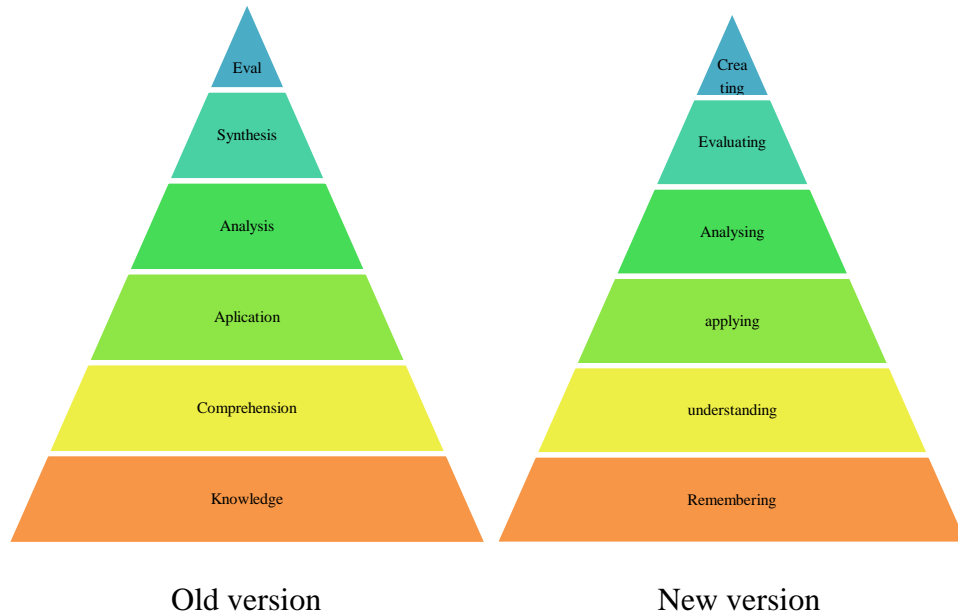 Eval
Synthesis
Analysis
Aplication
Comprehension
Knowledge
Old version
Crea
ting
Evaluating
Analysing
applying
understanding
Remembering
New version